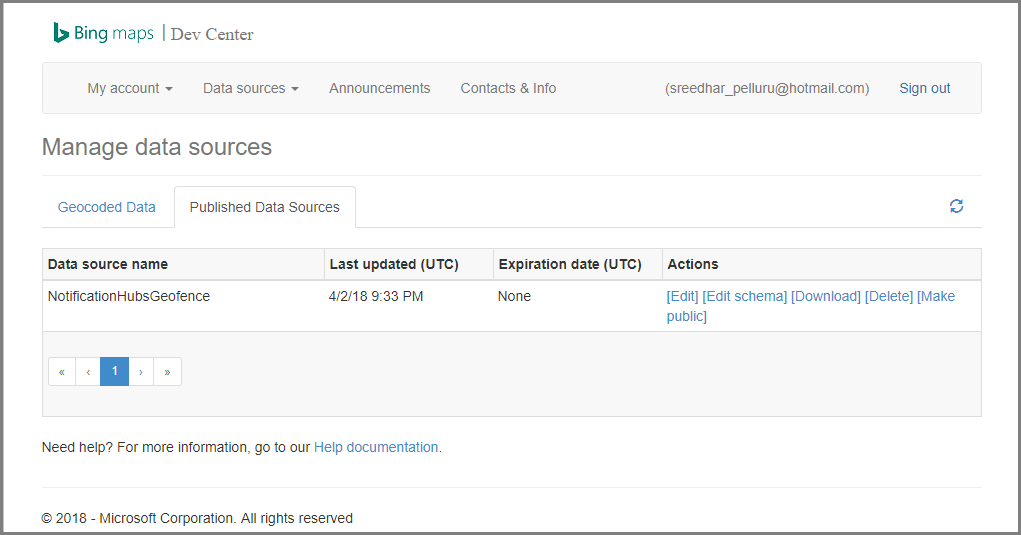 Bing maps | Dev Center
My account Data sources Announcements Contacts & Info (sreedhar_pelluru@hotmail.com) Sign out
Manage data sources
Geocoded Data Published Data Sources
Data source name Last updated (UTC) Expiration date (UTC) Actions
NotificationHubsGeofence 4/2/18 9:33 PM None [Edit] [Edit schema] [Download] [Delete] [Make
public]
« ‹ 1 › »
Need help? For more information, go to our Help documentation.
© 2018 - Microsoft Corporation. All rights reserved